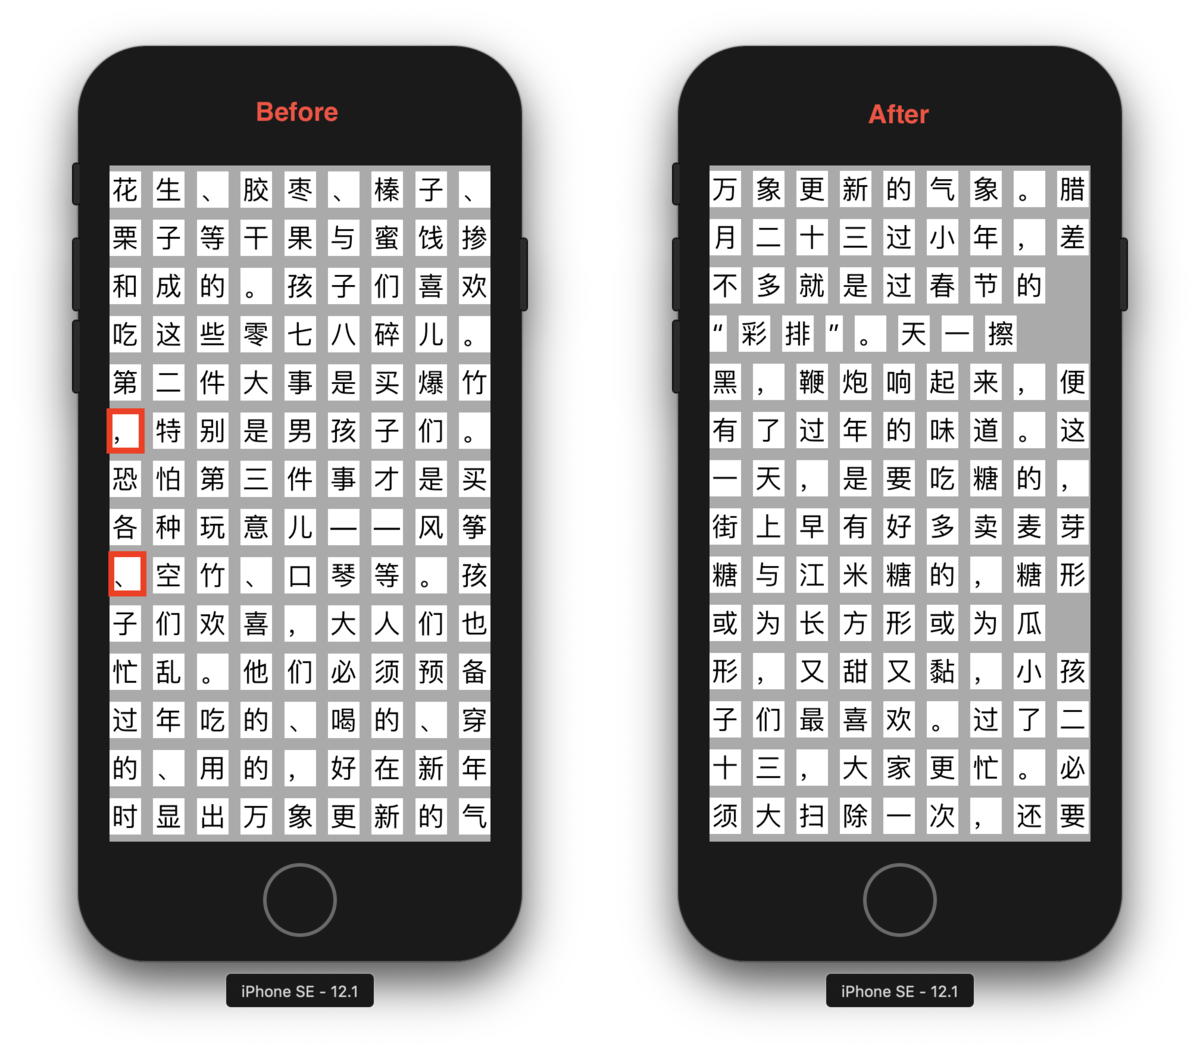 Before
花生、胶枣、榛子、
栗子等干果与蜜饯掺
和成的。孩子们喜欢
吃这些零七八碎儿。
第二件大事是买爆竹
，特别是男孩子们。
恐怕第三件事才是买
各种玩意儿——风筝
、空竹、口琴等。孩
子们欢喜，大人们也
忙乱。他们必须预备
过年吃的、喝的、穿
的、用的，好在新年
时显出万象更新的气
iPhone SE - 12.1
After
万象更新的气象。腊
月二十三过小年，差
不多就是过春节的
“彩排”。天一擦
黑，鞭炮响起来，便
有了过年的味道。这
一天，是要吃糖的，
街上早有好多卖麦芽
糖与江米糖的，糖形
或为长方形或为瓜
形，又甜又黏，小孩
子们最喜欢。过了二
十三，大家更忙。必
须大扫除一次，还要
iPhone SE - 12.1